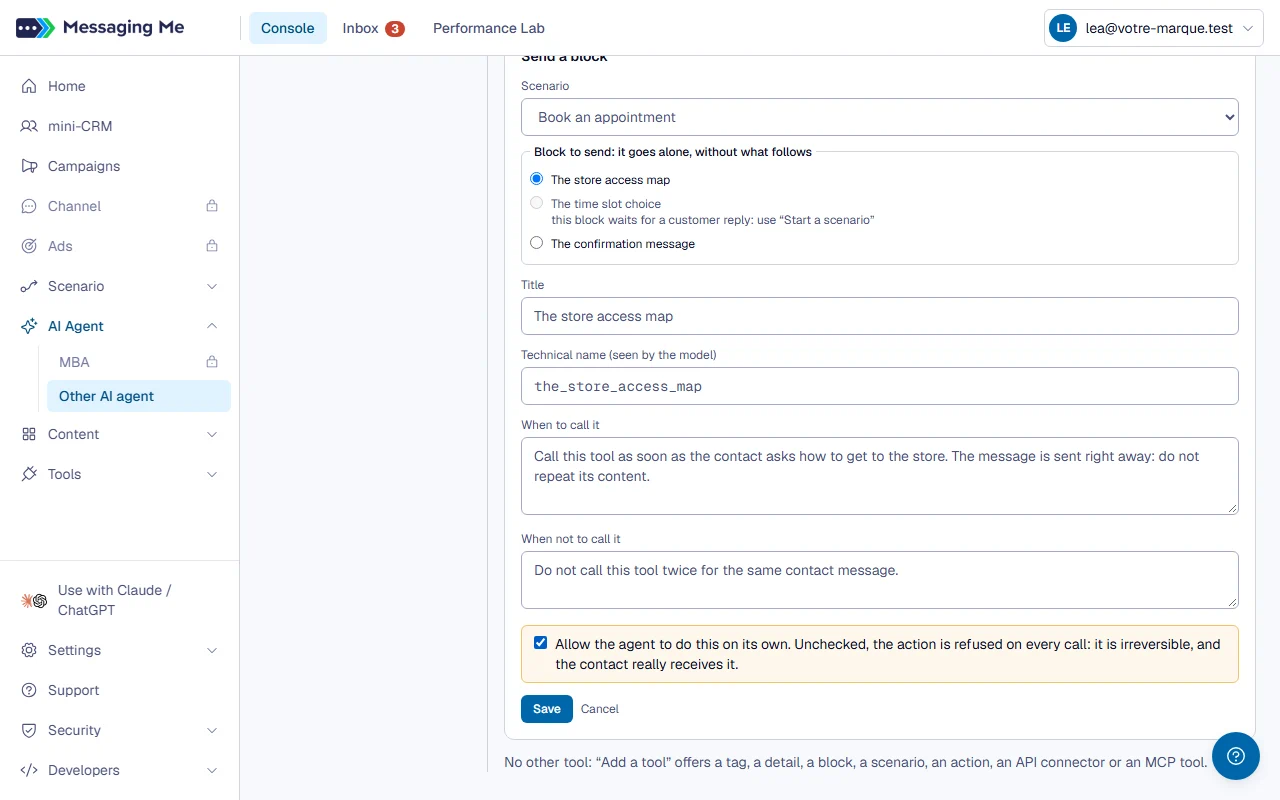 Messaging Me
Console
Inbox 3
Performance Lab
LE
lea@votre-marque.test
Home
mini-CRM
Campaigns
Channel
Ads
Scenario
AI Agent
MBA
Other AI agent
Content
Tools
Use with Claude /
ChatGPT
Settings
Support
Security
Developers
Send a block
Scenario
Book an appointment
Block to send: it goes alone, without what follows
The store access map
The time slot choice
this block waits for a customer reply: use “Start a scenario”
The confirmation message
Title
The store access map
Technical name (seen by the model)
the_store_access_map
When to call it
Call this tool as soon as the contact asks how to get to the store. The message is sent right away: do not
repeat its content.
When not to call it
Do not call this tool twice for the same contact message.
Allow the agent to do this on its own. Unchecked, the action is refused on every call: it is irreversible, and
the contact really receives it.
Save
Cancel
No other tool: “Add a tool” offers a tag, a detail, a block, a scenario, an action, an API connector or an MCP tool.